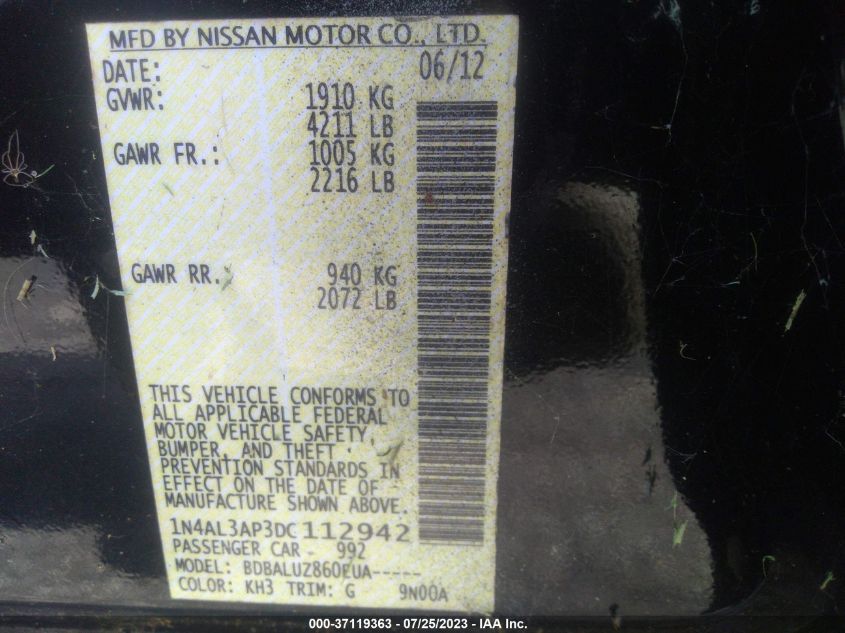 MFD BY NISSAN MOTOR CO., LTD.
DATE: 06/12
GVWR: 1910 KG
4211 LB
GAWR FR.: 1005 KG
2216 LB
GAWR RR. 940 KG
2072 LB
THIS VEHICLE CONFORMS TO
ALL APPLICABLE FEDERAL
MOTOR VEHICLE SAFETY,
BUMPER, AND THEFT
PREVENTION STANDARDS IN
EFFECT ON THE DATE OF
MANUFACTURE SHOWN ABOVE.
1N4AL3AP3DC112942
PASSENGER CAR 992
MODEL: BDBALUZ860EUA-----
COLOR: KH3 TRIM: G 9N00A
000-37119363 - 07/25/2023 - IAA Inc.